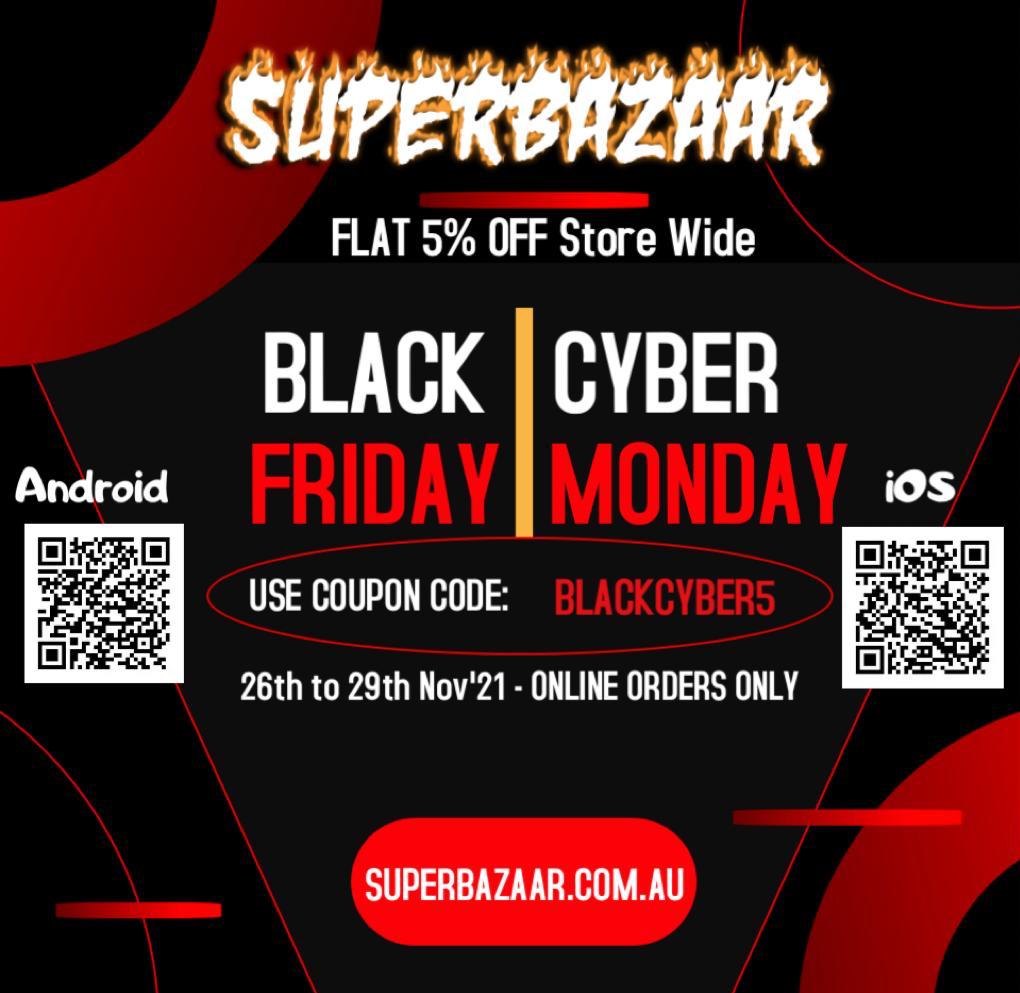 SUPERBAZAAR
FLAT 5% OFF Store Wide
BLACK CYBER
FRIDAY MONDAY
Android
iOS
USE COUPON CODE: BLACKCYBER5
26th to 29th Nov'21 - ONLINE ORDERS ONLY
SUPERBAZAAR.COM.AU